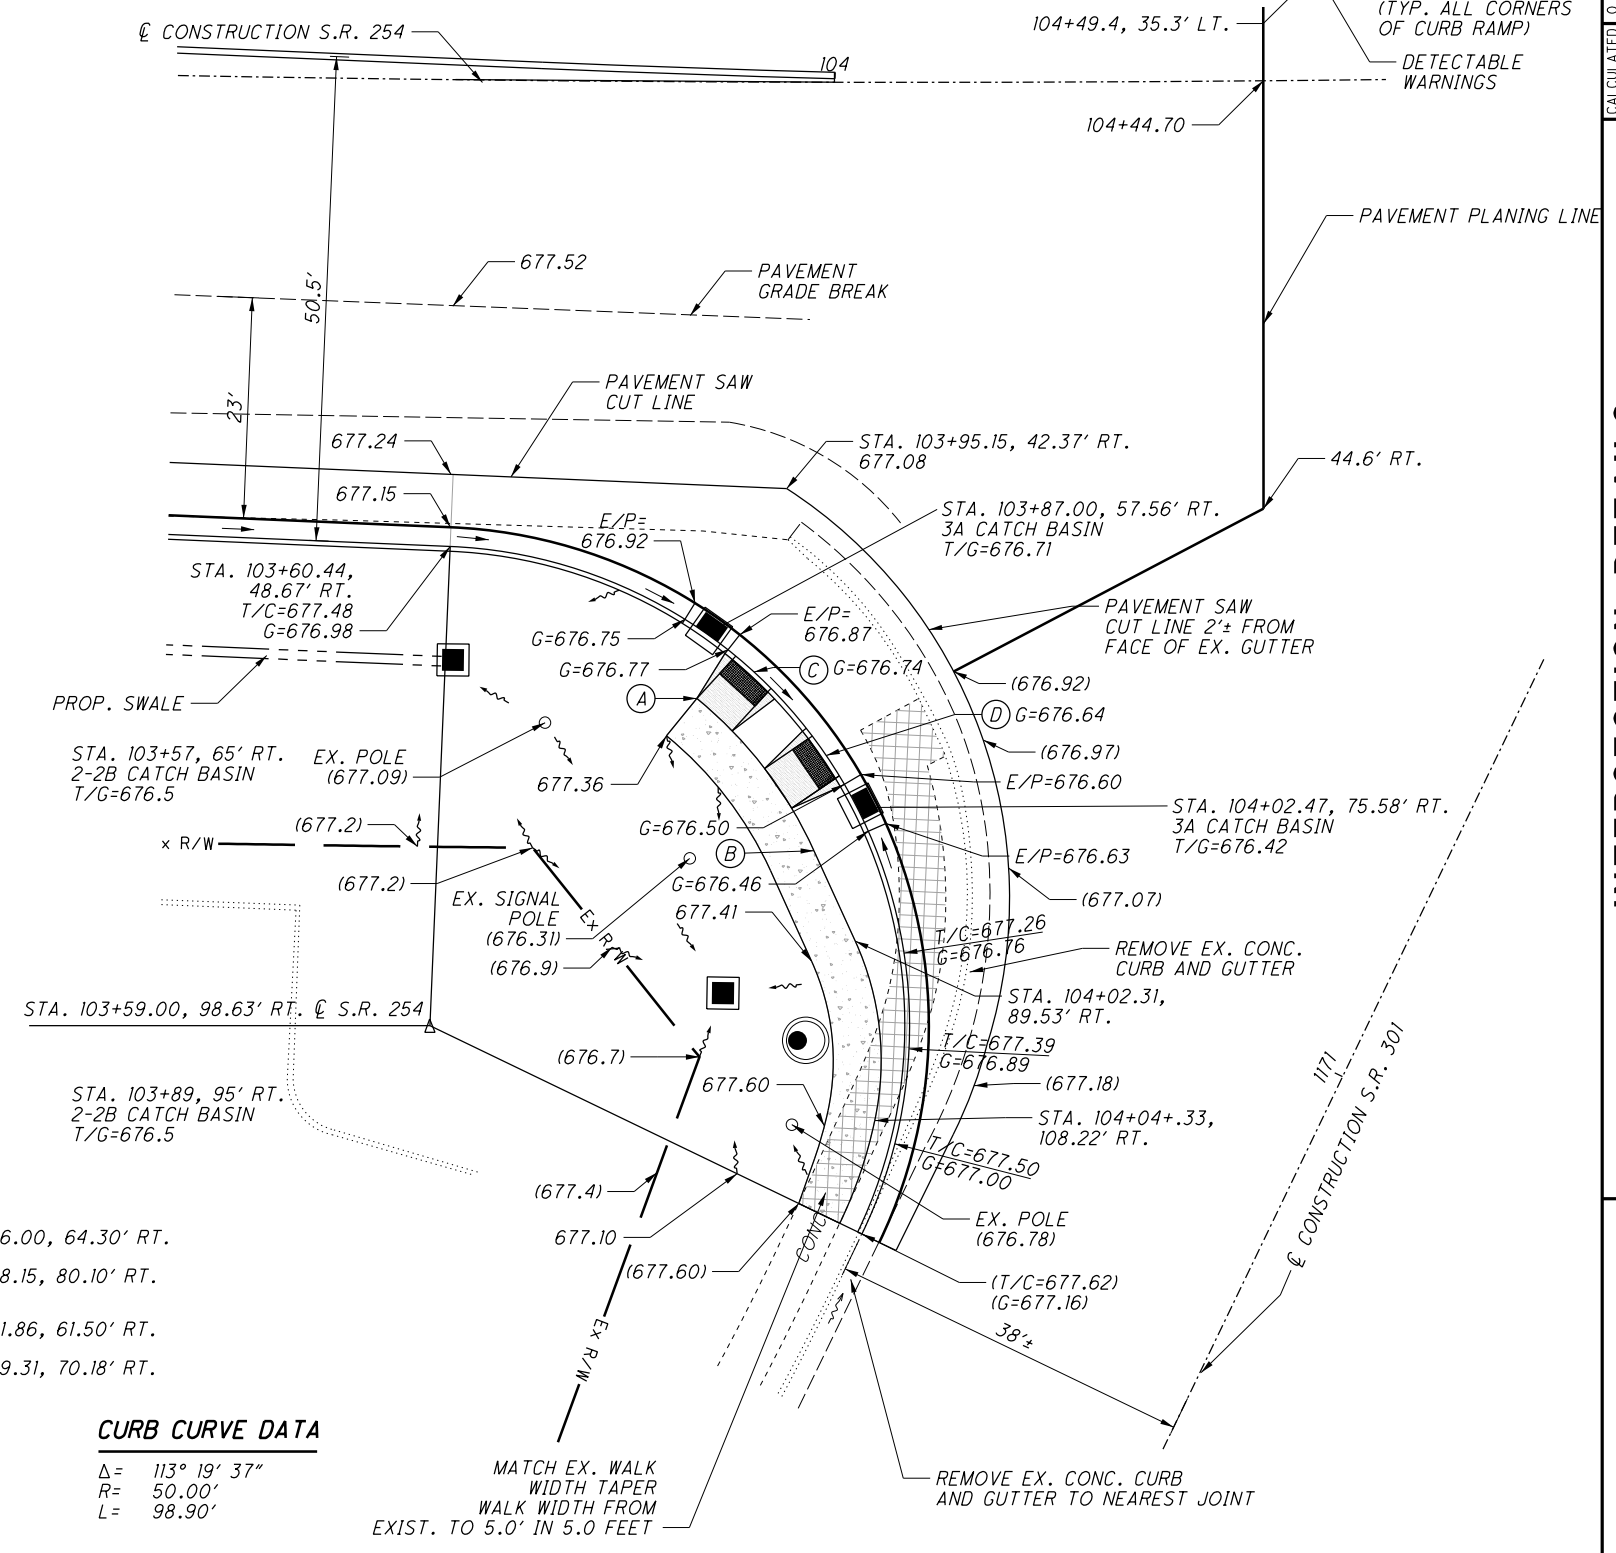 ℄ CONSTRUCTION S.R. 254
104
104+49.4, 35.3' LT.
(TYP. ALL CORNERS
OF CURB RAMP)
DETECTABLE
WARNINGS
104+44.70
PAVEMENT PLANING LINE
677.52
PAVEMENT
GRADE BREAK
50.5'
23'
PAVEMENT SAW
CUT LINE
677.24
677.15
STA. 103+95.15, 42.37' RT.
677.08
44.6' RT.
E/P=
676.92
STA. 103+87.00, 57.56' RT.
3A CATCH BASIN
T/G=676.71
STA. 103+60.44,
48.67' RT.
T/C=677.48
G=676.98
G=676.75
G=676.77
E/P=
676.87
C G=676.74
PAVEMENT SAW
CUT LINE 2'± FROM
FACE OF EX. GUTTER
(676.92)
A
D G=676.64
PROP. SWALE
STA. 103+57, 65' RT.
2-2B CATCH BASIN
T/G=676.5
EX. POLE
(677.09)
677.36
(676.97)
E/P=676.60
STA. 104+02.47, 75.58' RT.
3A CATCH BASIN
T/G=676.42
G=676.50
(677.2)
x R/W
B
E/P=676.63
(677.2)
G=676.46
(677.07)
EX. SIGNAL
POLE
(676.31)
677.41
Ex R/W
(676.9)
T/C=677.26
G=676.76
REMOVE EX. CONC.
CURB AND GUTTER
STA. 104+02.31,
89.53' RT.
STA. 103+59.00, 98.63' RT. ℄ S.R. 254
(676.7)
T/C=677.39
G=676.89
677.60
(677.18)
STA. 103+89, 95' RT.
2-2B CATCH BASIN
T/G=676.5
STA. 104+04+.33,
108.22' RT.
T/C=677.50
G=677.00
(677.4)
677.10
EX. POLE
(676.78)
CONC
(677.60)
(T/C=677.62)
(G=677.16)
38'±
1171
℄ CONSTRUCTION S.R. 301
Ex R/W
6.00, 64.30' RT.
8.15, 80.10' RT.
1.86, 61.50' RT.
9.31, 70.18' RT.
CURB CURVE DATA
Δ= 113° 19' 37"
R= 50.00'
L= 98.90'
MATCH EX. WALK
WIDTH TAPER
WALK WIDTH FROM
EXIST. TO 5.0' IN 5.0 FEET
REMOVE EX. CONC. CURB
AND GUTTER TO NEAREST JOINT
CALCULATED